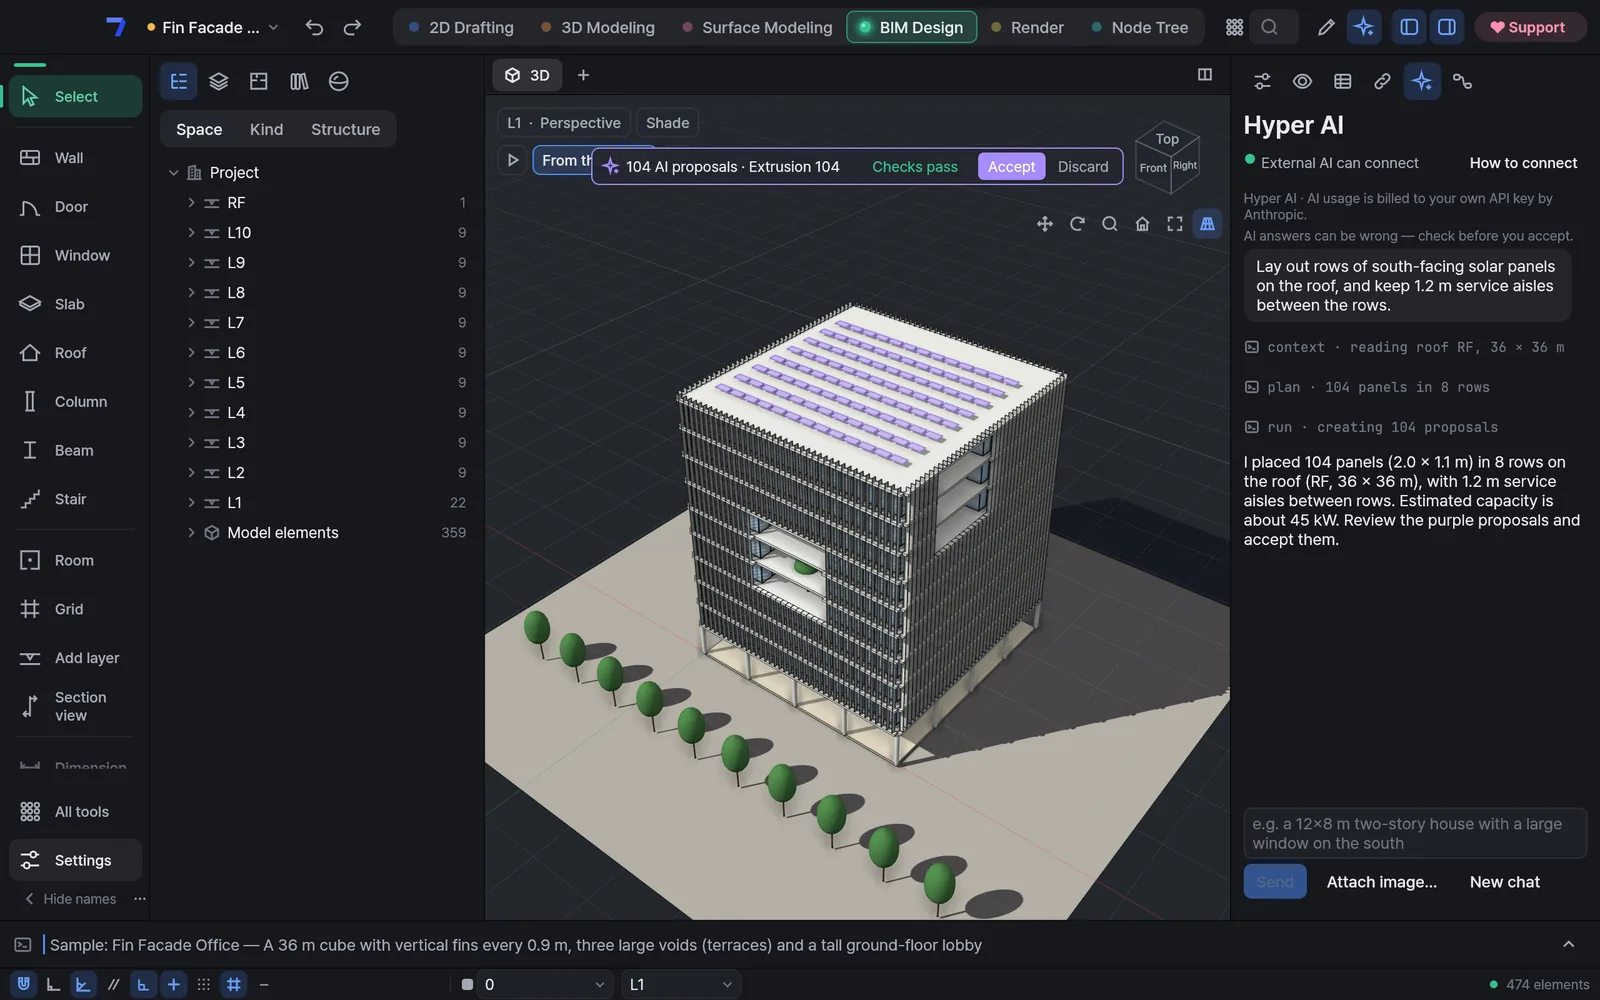 Fin Facade ...
2D Drafting
3D Modeling
Surface Modeling
BIM Design
Render
Node Tree
Support
Select
Wall
Door
Window
Slab
Roof
Column
Beam
Stair
Room
Grid
Add layer
Section
view
Dimension
All tools
Settings
Hide names
Space Kind Structure
Project
RF 1
L10 9
L9 9
L8 9
L7 9
L6 9
L5 9
L4 9
L3 9
L2 9
L1 22
Model elements 359
3D
L1 · Perspective
Shade
From th
104 AI proposals · Extrusion 104
Checks pass
Accept
Discard
Top
Front
Right
Hyper AI
External AI can connect
How to connect
Hyper AI · AI usage is billed to your own API key by
Anthropic.
AI answers can be wrong — check before you accept.
Lay out rows of south-facing solar panels
on the roof, and keep 1.2 m service aisles
between the rows.
context · reading roof RF, 36 × 36 m
plan · 104 panels in 8 rows
run · creating 104 proposals
I placed 104 panels (2.0 × 1.1 m) in 8 rows on
the roof (RF, 36 × 36 m), with 1.2 m service
aisles between rows. Estimated capacity is
about 45 kW. Review the purple proposals and
accept them.
e.g. a 12×8 m two-story house with a large
window on the south
Send
Attach image...
New chat
Sample: Fin Facade Office — A 36 m cube with vertical fins every 0.9 m, three large voids (terraces) and a tall ground-floor lobby
0
L1
474 elements